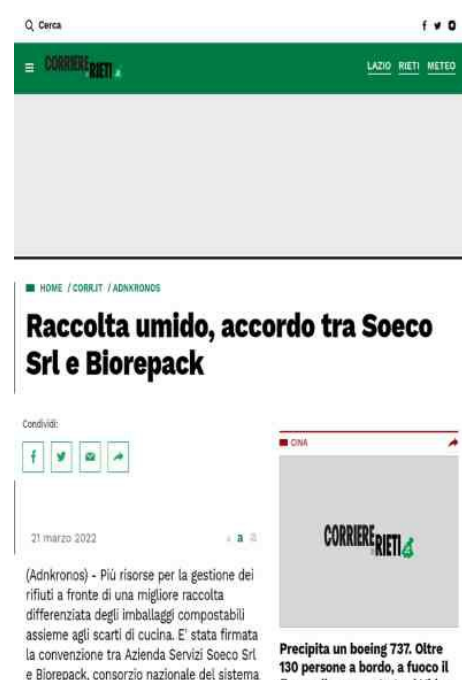 Cerca
CORRIERE DI RIETI
LAZIO RIETI METEO
HOME / CORR.IT / ADNKRONOS
Raccolta umido, accordo tra Soeco
Srl e Biorepack
Condividi:
21 marzo 2022
a a a
(Adnkronos) - Più risorse per la gestione dei
rifiuti a fronte di una migliore raccolta
differenziata degli imballaggi compostabili
assieme agli scarti di cucina. E' stata firmata
la convenzione tra Azienda Servizi Soeco Srl
e Biorepack, consorzio nazionale del sistema
CINA
CORRIERE DI RIETI
Precipita un boeing 737. Oltre
130 persone a bordo, a fuoco il